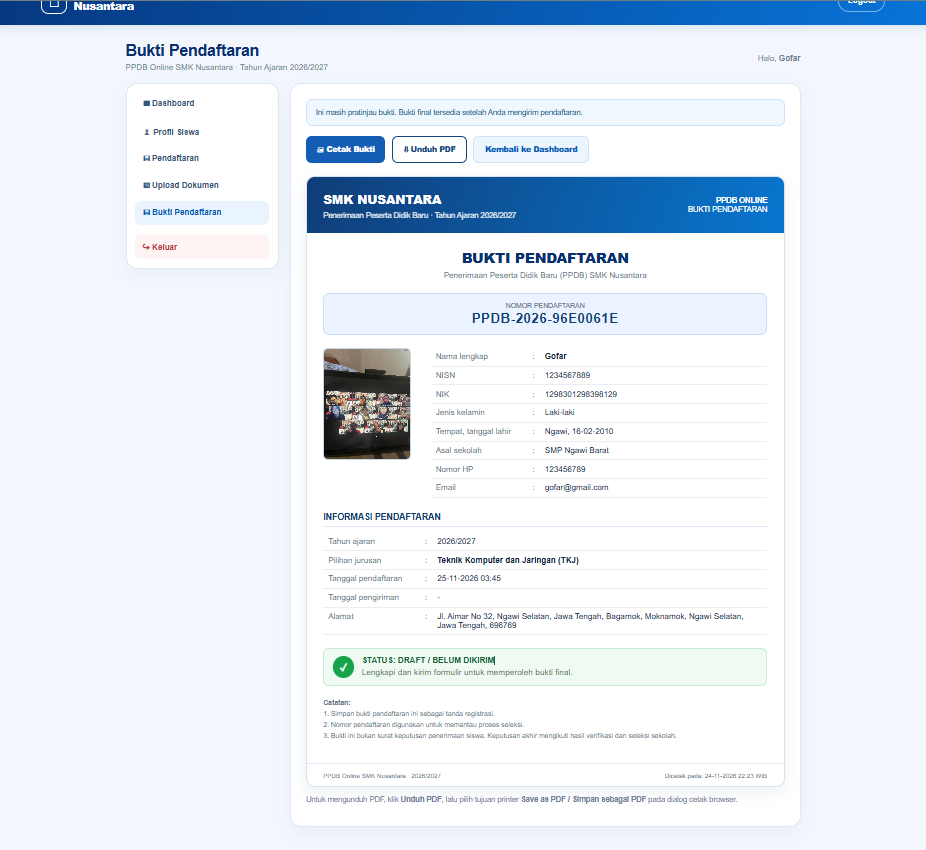 Nusantara
Logout
Bukti Pendaftaran
PPDB Online SMK Nusantara · Tahun Ajaran 2026/2027
Halo, Gofar
Dashboard
Profil Siswa
Pendaftaran
Upload Dokumen
Bukti Pendaftaran
Keluar
Ini masih pratinjau bukti. Bukti final tersedia setelah Anda mengirim pendaftaran.
Cetak Bukti
Unduh PDF
Kembali ke Dashboard
SMK NUSANTARA
Penerimaan Peserta Didik Baru · Tahun Ajaran 2026/2027
PPDB ONLINE
BUKTI PENDAFTARAN
BUKTI PENDAFTARAN
Penerimaan Peserta Didik Baru (PPDB) SMK Nusantara
NOMOR PENDAFTARAN
PPDB-2026-96E0061E
Nama lengkap : Gofar
NISN : 1234567889
NIK : 1298301298398129
Jenis kelamin : Laki-laki
Tempat, tanggal lahir : Ngawi, 16-02-2010
Asal sekolah : SMP Ngawi Barat
Nomor HP : 123456789
Email : gofar@gmail.com
INFORMASI PENDAFTARAN
Tahun ajaran : 2026/2027
Pilihan jurusan : Teknik Komputer dan Jaringan (TKJ)
Tanggal pendaftaran : 25-11-2026 03:45
Tanggal pengiriman : -
Alamat : Jl. Aimar No 32, Ngawi Selatan, Jawa Tengah, Bagamok, Moknamok, Ngawi Selatan,
Jawa Tengah, 696769
STATUS: DRAFT / BELUM DIKIRIM
Lengkapi dan kirim formulir untuk memperoleh bukti final.
Catatan:
1. Simpan bukti pendaftaran ini sebagai tanda registrasi.
2. Nomor pendaftaran digunakan untuk memantau proses seleksi.
3. Bukti ini bukan surat keputusan penerimaan siswa. Keputusan akhir mengikuti hasil verifikasi dan seleksi sekolah.
PPDB Online SMK Nusantara · 2026/2027
Dicetak pada: 24-11-2026 22:23 WIB
Untuk mengunduh PDF, klik Unduh PDF, lalu pilih tujuan printer Save as PDF / Simpan sebagai PDF pada dialog cetak browser.